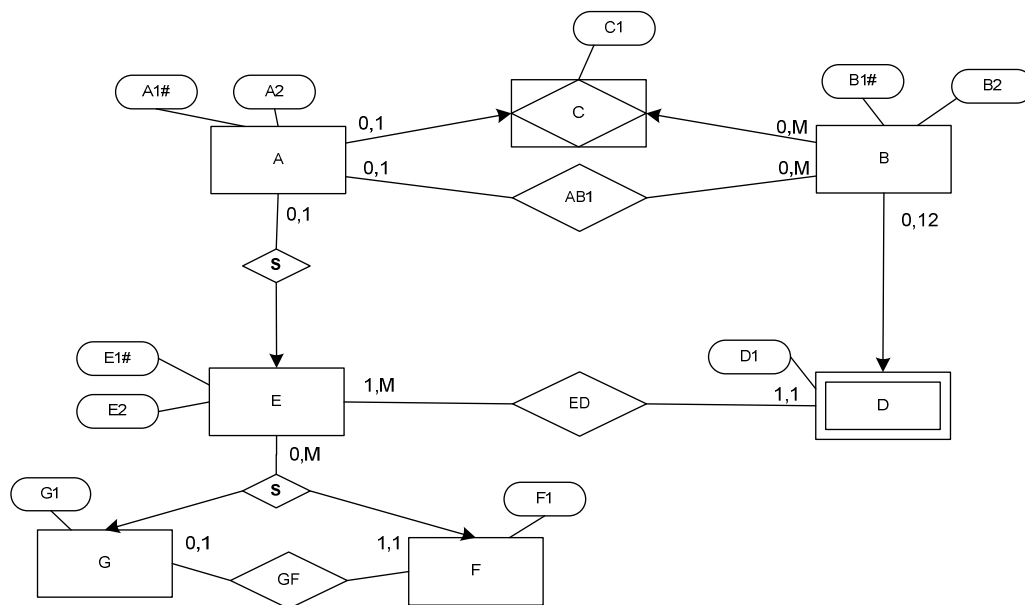 C1
A1#
A2
B1#
B2
0,1
C
0,M
A
B
0,1
AB1
0,M
0,1
0,12
S
E1#
D1
E
1,M
ED
1,1
D
E2
0,M
G1
S
F1
G
0,1
GF
1,1
F